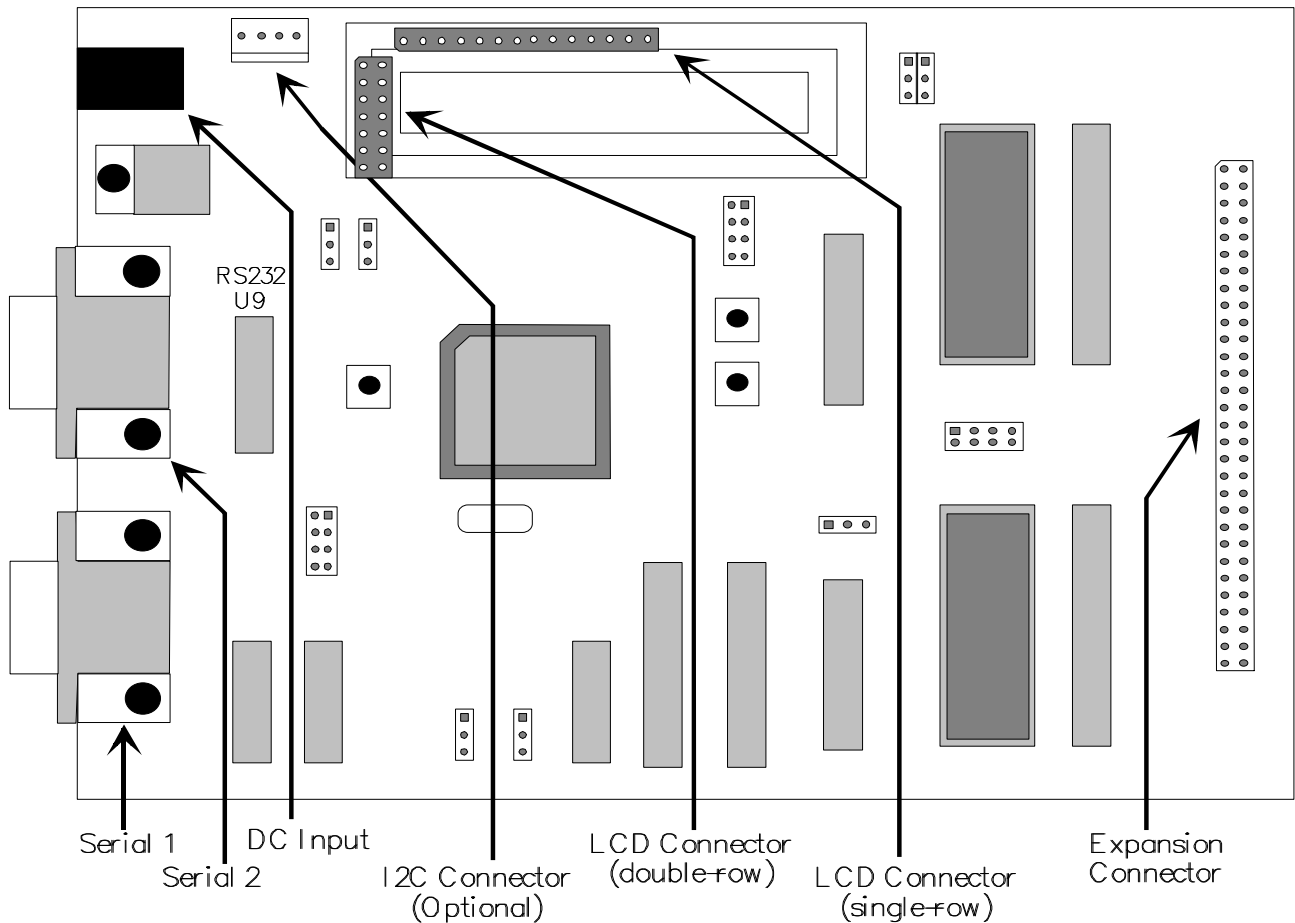 RS232
U9
Serial 1
Serial 2
DC Input
I2C Connector
(Optional)
LCD Connector
(double-row)
LCD Connector
(single-row)
Expansion
Connector